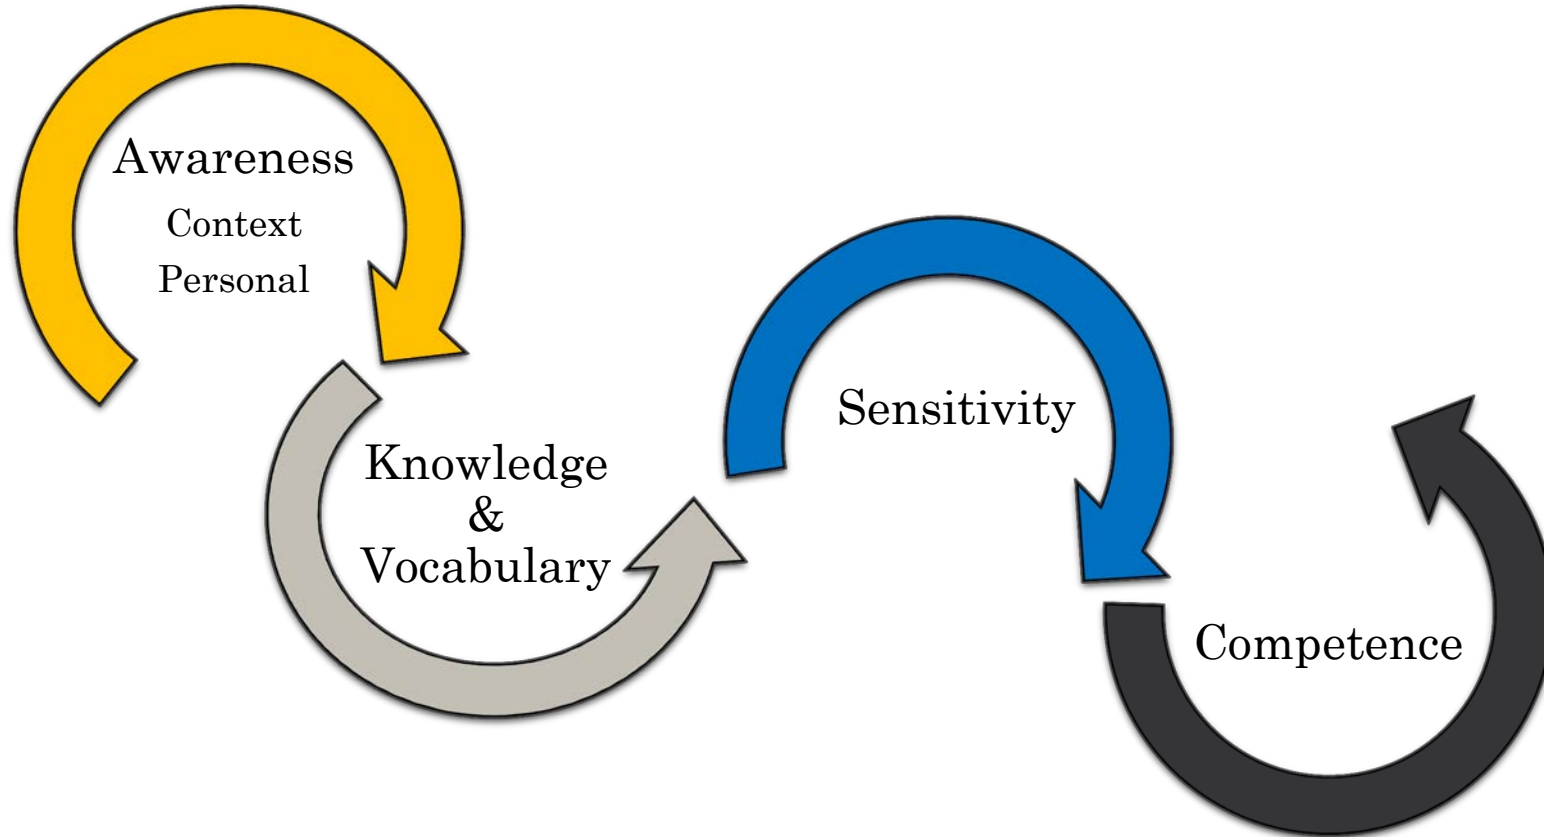 Awareness
Context
Personal
Knowledge
&
Vocabulary
Sensitivity
Competence